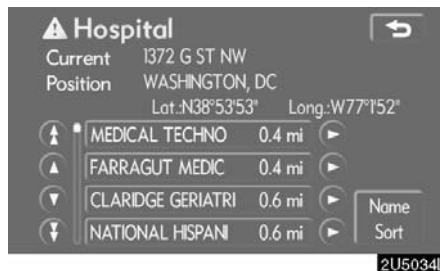 Hospital
Current 1372 G ST NW
Position WASHINGTON, DC
Lat.:N38°53'53" Long.:W77°1'52"
MEDICAL TECHNO 0.4 mi
FARRAGUT MEDIC 0.4 mi
CLARIDGE GERIATRI 0.6 mi
NATIONAL HISPANI 0.6 mi
Name
Sort
2U5034